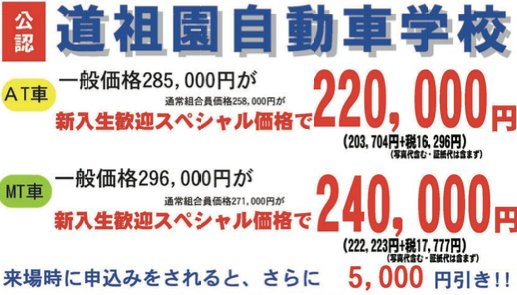 公認 道祖園自動車学校
AT車 一般価格285,000円が
通常組合員価格258,000円が
新入生歓迎スペシャル価格で 220,000円
(203,704円+税16,296円)
(写真代含む・証紙代は含まず)
MT車 一般価格296,000円が
通常組合員価格271,000円が
新入生歓迎スペシャル価格で 240,000円
(222,223円+税17,777円)
(写真代含む・証紙代は含まず)
来場時に申込みをされると、さらに 5,000円引き!!